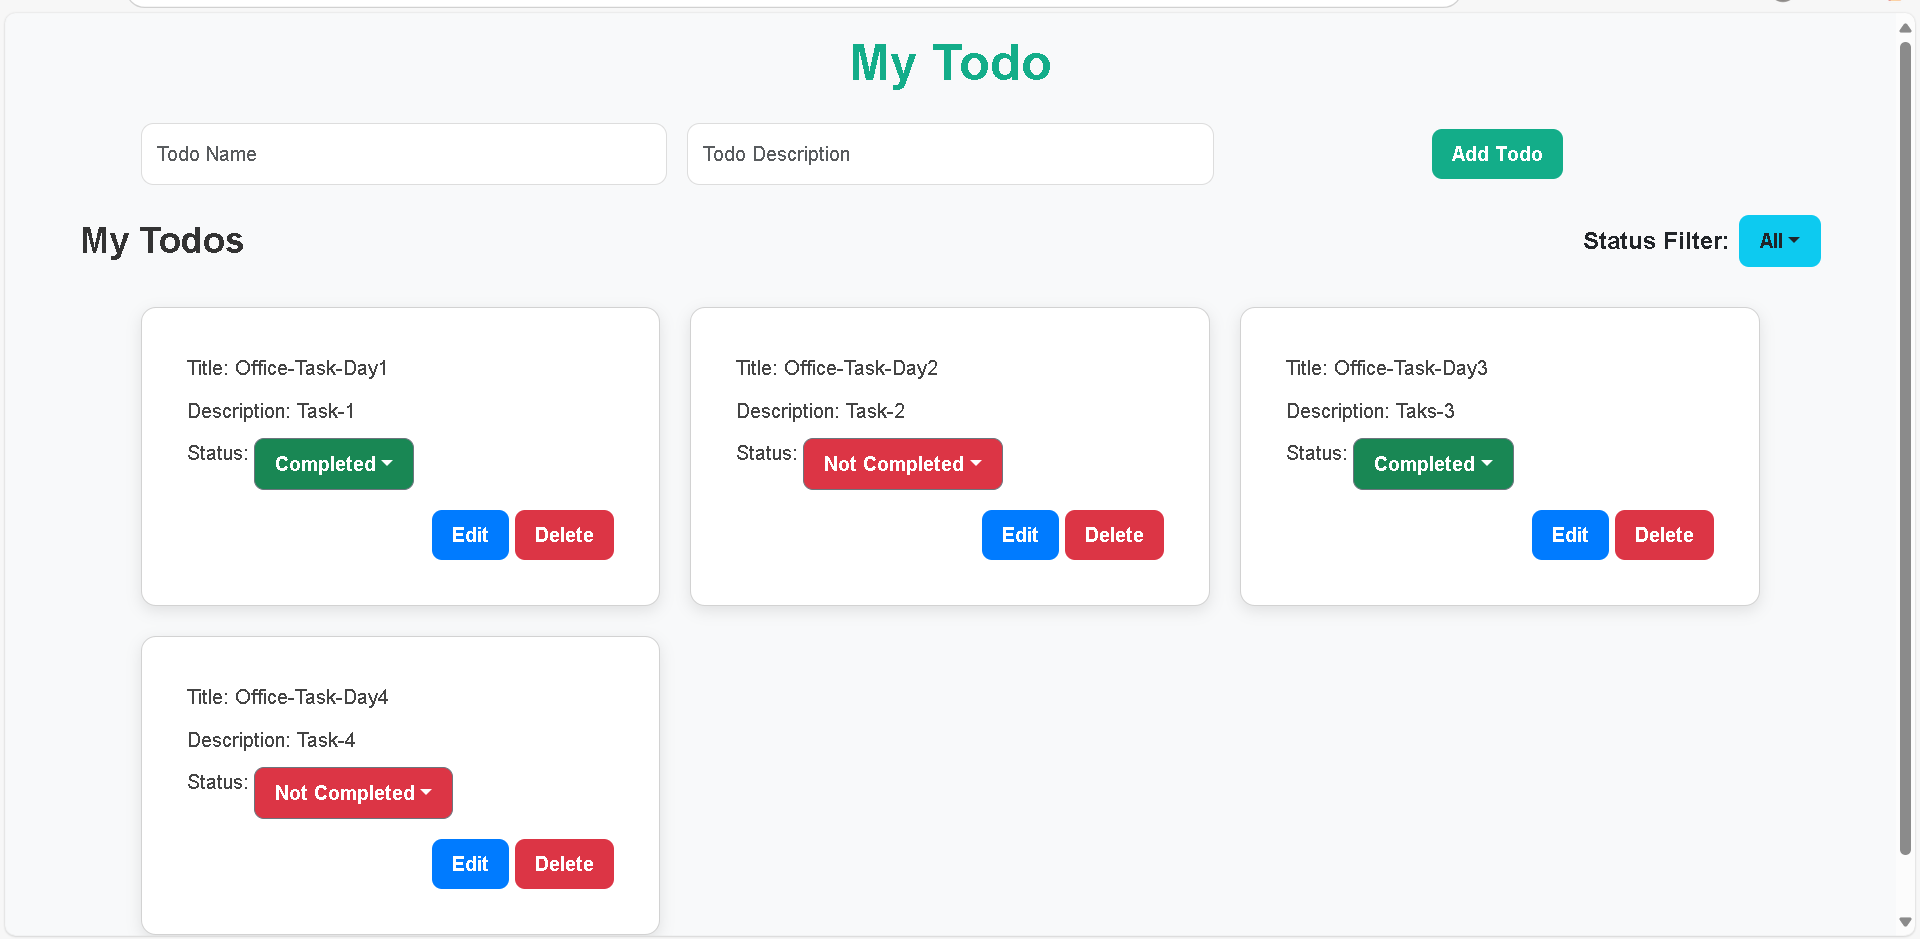 My Todo
Todo Name
Todo Description
Add Todo
My Todos
Status Filter: All
Title: Office-Task-Day1
Description: Task-1
Status: Completed
Edit Delete
Title: Office-Task-Day2
Description: Task-2
Status: Not Completed
Edit Delete
Title: Office-Task-Day3
Description: Taks-3
Status: Completed
Edit Delete
Title: Office-Task-Day4
Description: Task-4
Status: Not Completed
Edit Delete